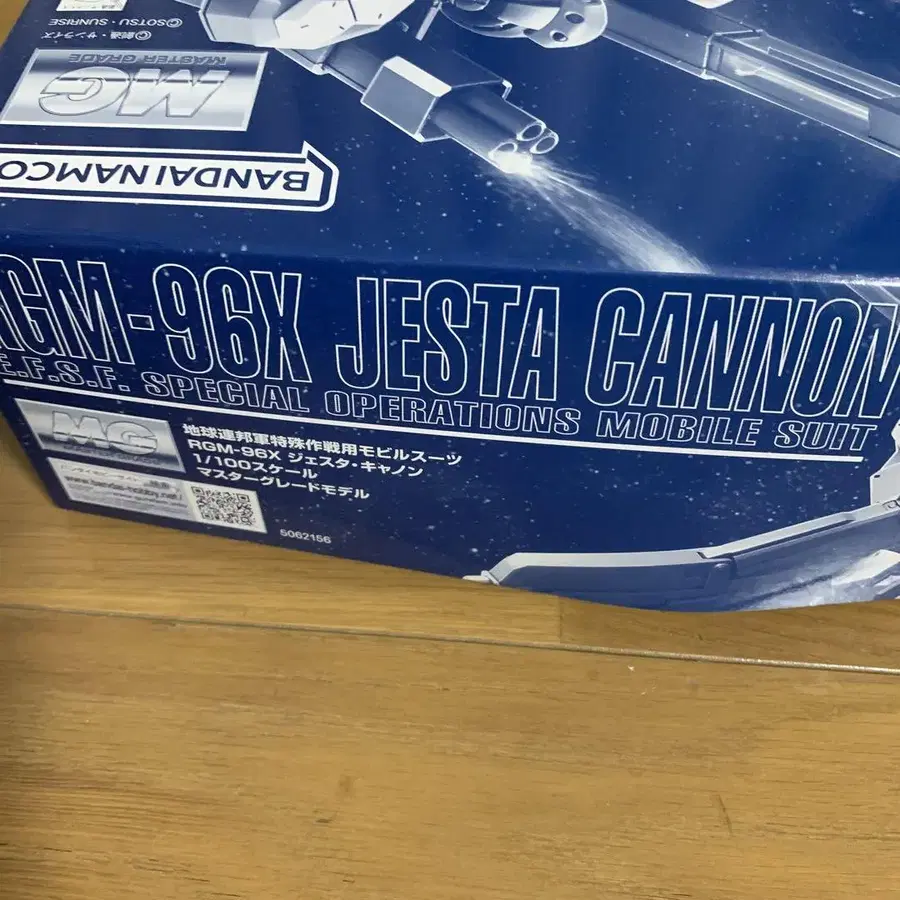 ©創通・サンライズ
©SOTSU・SUNRISE
MG
MASTER GRADE
BANDAI NAMCO
RGM-96X JESTA CANNON
E.F.S.F. SPECIAL OPERATIONS MOBILE SUIT
MG
地球連邦軍特殊作戦用モビルスーツ
RGM-96X ジェスタ・キャノン
1/100スケール
マスターグレードモデル
5062156